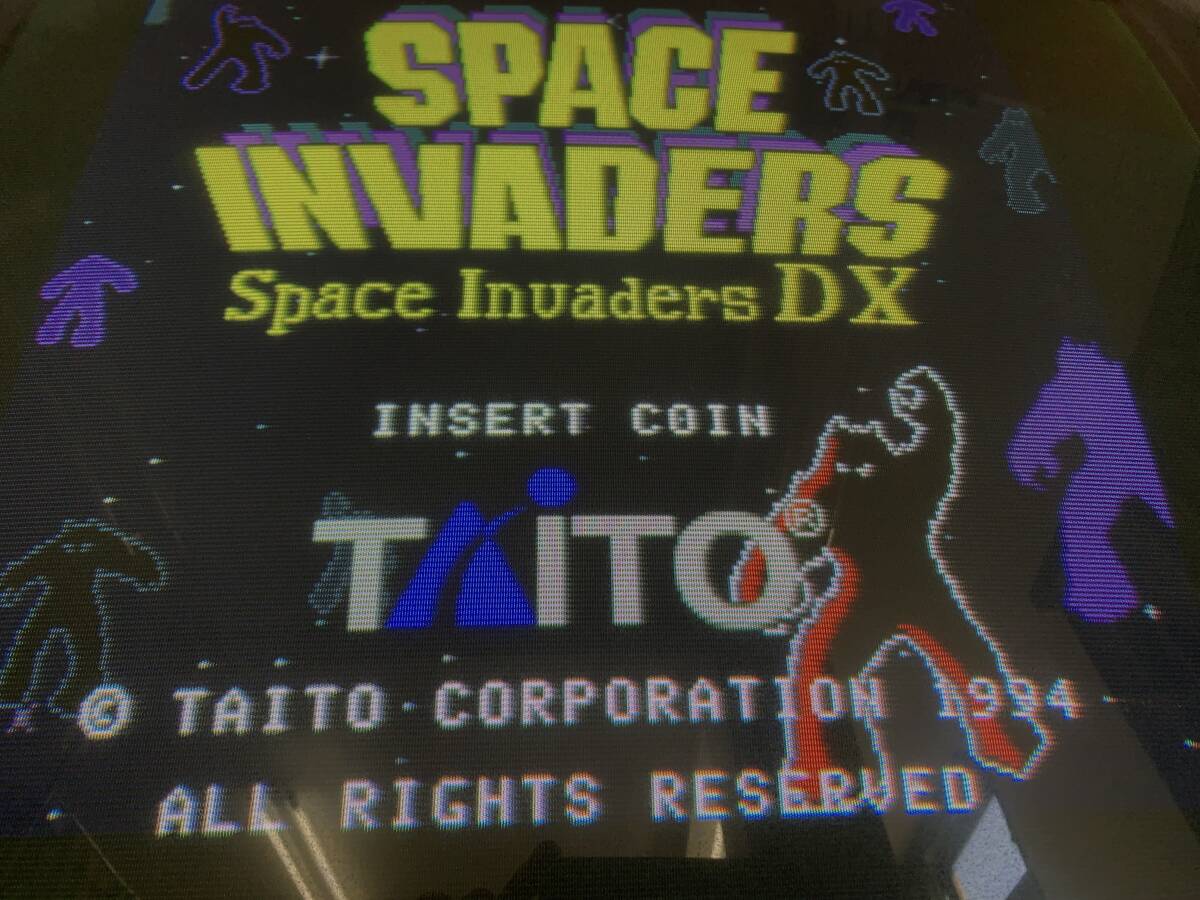 SPACE
INVADERS
Space Invaders DX
INSERT COIN
TAITO®
© TAITO CORPORATION 1994
ALL RIGHTS RESERVED